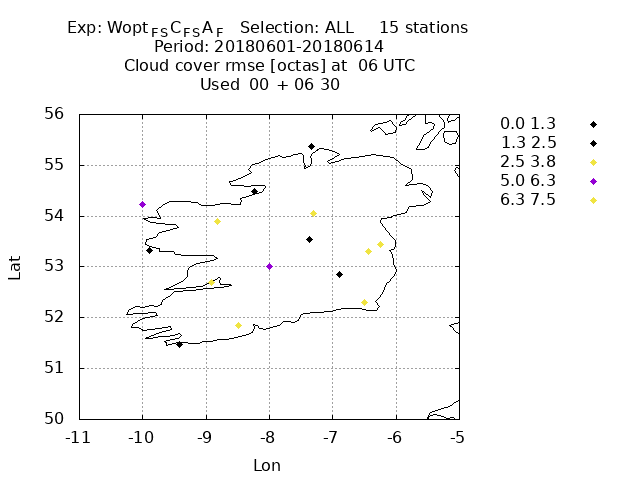 Exp: Wopt FS C FS A F Selection: ALL 15 stations
Period: 20180601-20180614
Cloud cover rmse [octas] at 06 UTC
Used 00 + 06 30
56
55
54
53
52
51
50
Lat
-11 -10 -9 -8 -7 -6 -5
Lon
0.0 1.3
1.3 2.5
2.5 3.8
5.0 6.3
6.3 7.5